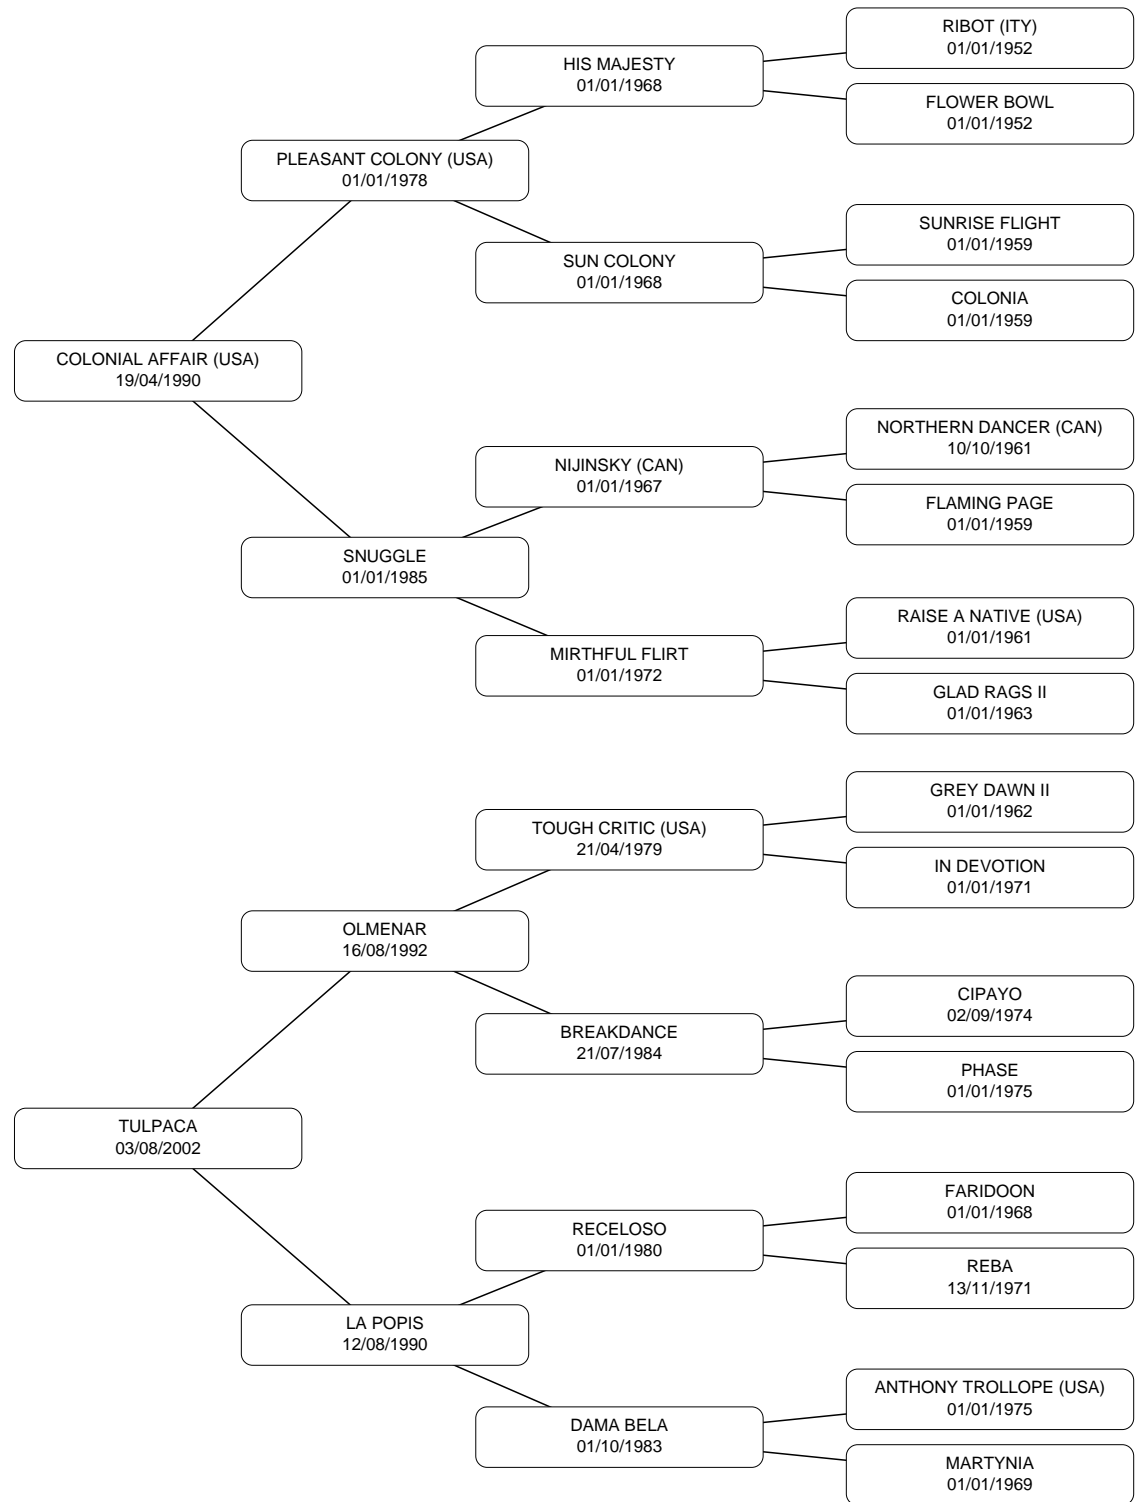 RIBOT (ITY)
01/01/1952
HIS MAJESTY
01/01/1968
FLOWER BOWL
01/01/1952
PLEASANT COLONY (USA)
01/01/1978
SUNRISE FLIGHT
01/01/1959
SUN COLONY
01/01/1968
COLONIA
01/01/1959
COLONIAL AFFAIR (USA)
19/04/1990
NORTHERN DANCER (CAN)
10/10/1961
NIJINSKY (CAN)
01/01/1967
FLAMING PAGE
01/01/1959
SNUGGLE
01/01/1985
RAISE A NATIVE (USA)
01/01/1961
MIRTHFUL FLIRT
01/01/1972
GLAD RAGS II
01/01/1963
GREY DAWN II
01/01/1962
TOUGH CRITIC (USA)
21/04/1979
IN DEVOTION
01/01/1971
OLMENAR
16/08/1992
CIPAYO
02/09/1974
BREAKDANCE
21/07/1984
PHASE
01/01/1975
TULPACA
03/08/2002
FARIDOON
01/01/1968
RECELOSO
01/01/1980
REBA
13/11/1971
LA POPIS
12/08/1990
ANTHONY TROLLOPE (USA)
01/01/1975
DAMA BELA
01/10/1983
MARTYNIA
01/01/1969